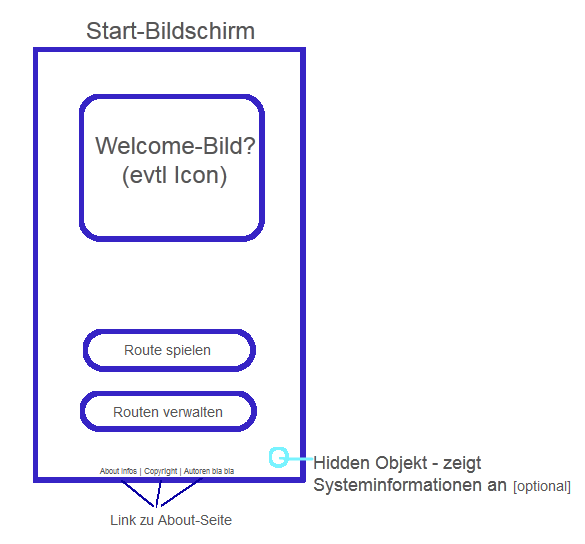 Start-Bildschirm
Welcome-Bild?
(evtl Icon)
Route spielen
Routen verwalten
About Infos | Copyright | Autoren bla bla
Hidden Objekt - zeigt
Systeminformationen an [optional]
Link zu About-Seite